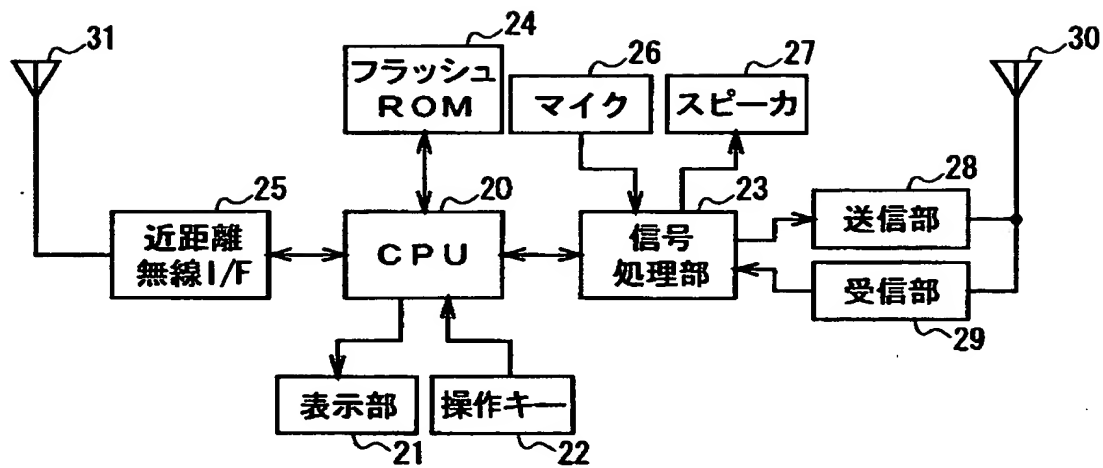 31
24
フラッシュ
ROM
26
マイク
27
スピーカ
30
25
近距離
無線I/F
20
CPU
23
信号
処理部
28
送信部
受信部
29
表示部
21
操作キー
22